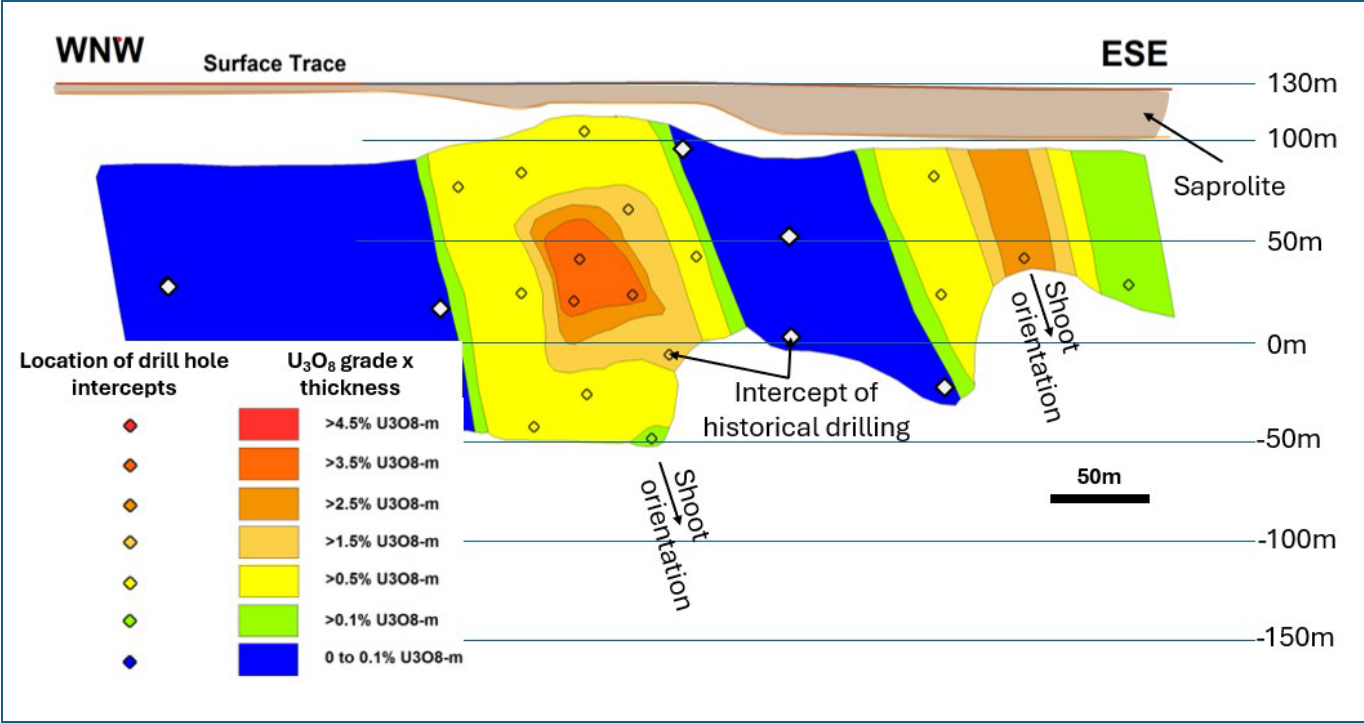 WNW
ESE
Surface Trace
130m
100m
Saprolite
50m
0m
Shoot
orientation
Location of drill hole
intercepts
U₃O₈ grade x
thickness
Intercept of
historical drilling
>4.5% U3O8-m
-50m
>3.5% U3O8-m
50m
Shoot
orientation
>2.5% U3O8-m
>1.5% U3O8-m
-100m
>0.5% U3O8-m
>0.1% U3O8-m
-150m
0 to 0.1% U3O8-m